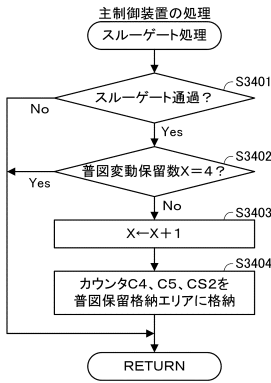 主制御装置の処理
スルーゲート処理
S3401
スルーゲート通過？
No
Yes
S3402
普図変動保留数X＝4？
Yes
No
S3403
X←X＋1
S3404
カウンタC4、C5、CS2を
普図保留格納エリアに格納
RETURN